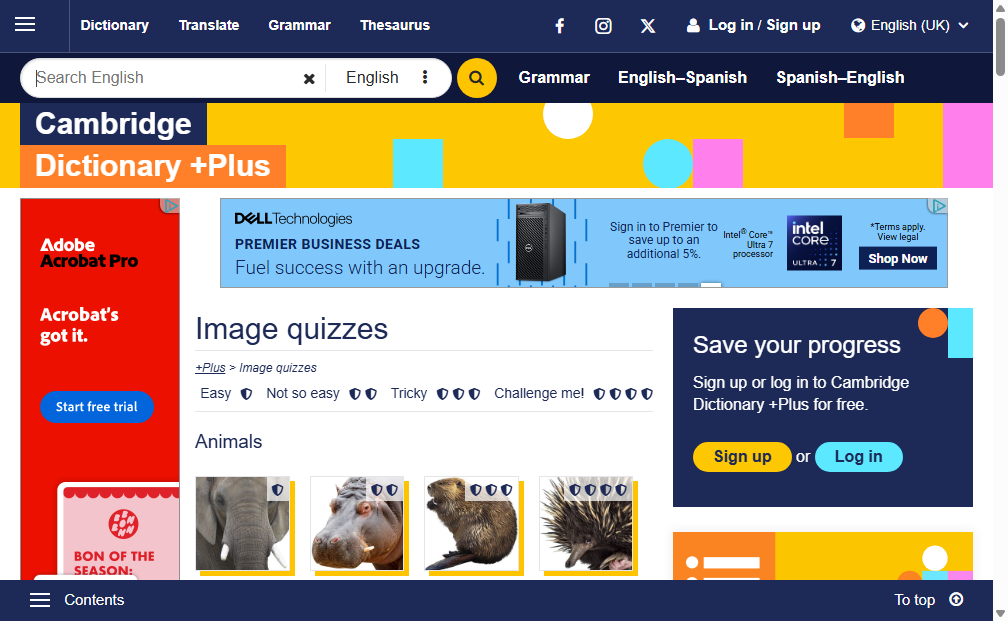 Dictionary Translate Grammar Thesaurus Log in / Sign up English (UK)
Search English English Grammar English–Spanish Spanish–English
Cambridge
Dictionary +Plus
Adobe
Acrobat Pro
Acrobat's
got it.
Start free trial
BON OF THE
SEASON:
DELL Technologies
PREMIER BUSINESS DEALS
Fuel success with an upgrade.
Sign in to Premier to
save up to an
additional 5%.
Intel® Core™
Ultra 7
processor
intel
CORE
ULTRA 7
*Terms apply.
View legal
Shop Now
Image quizzes
+Plus > Image quizzes
Easy Not so easy Tricky Challenge me!
Animals
Save your progress
Sign up or log in to Cambridge
Dictionary +Plus for free.
Sign up or Log in
Contents To top